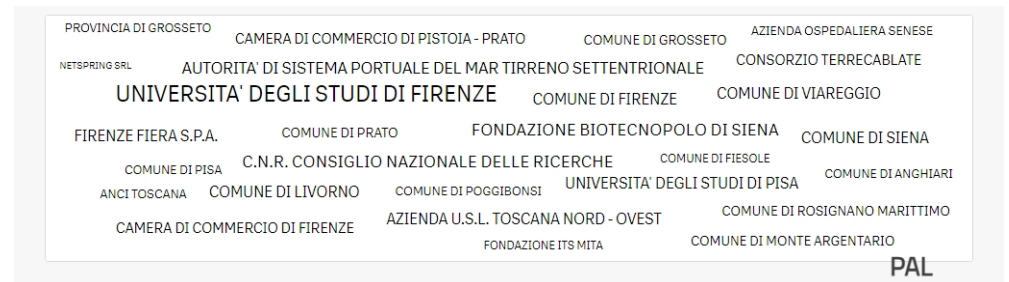 PROVINCIA DI GROSSETO
CAMERA DI COMMERCIO DI PISTOIA - PRATO
COMUNE DI GROSSETO
AZIENDA OSPEDALIERA SENESE
NETSPRING SRL
AUTORITA' DI SISTEMA PORTUALE DEL MAR TIRRENO SETTENTRIONALE
CONSORZIO TERRECABLATE
UNIVERSITA' DEGLI STUDI DI FIRENZE
COMUNE DI FIRENZE
COMUNE DI VIAREGGIO
FIRENZE FIERA S.P.A.
COMUNE DI PRATO
FONDAZIONE BIOTECNOPOLO DI SIENA
COMUNE DI SIENA
COMUNE DI PISA
C.N.R. CONSIGLIO NAZIONALE DELLE RICERCHE
COMUNE DI FIESOLE
COMUNE DI ANGHIARI
ANCI TOSCANA
COMUNE DI LIVORNO
COMUNE DI POGGIBONSI
UNIVERSITA' DEGLI STUDI DI PISA
CAMERA DI COMMERCIO DI FIRENZE
AZIENDA U.S.L. TOSCANA NORD - OVEST
COMUNE DI ROSIGNANO MARITTIMO
FONDAZIONE ITS MITA
COMUNE DI MONTE ARGENTARIO
PAL